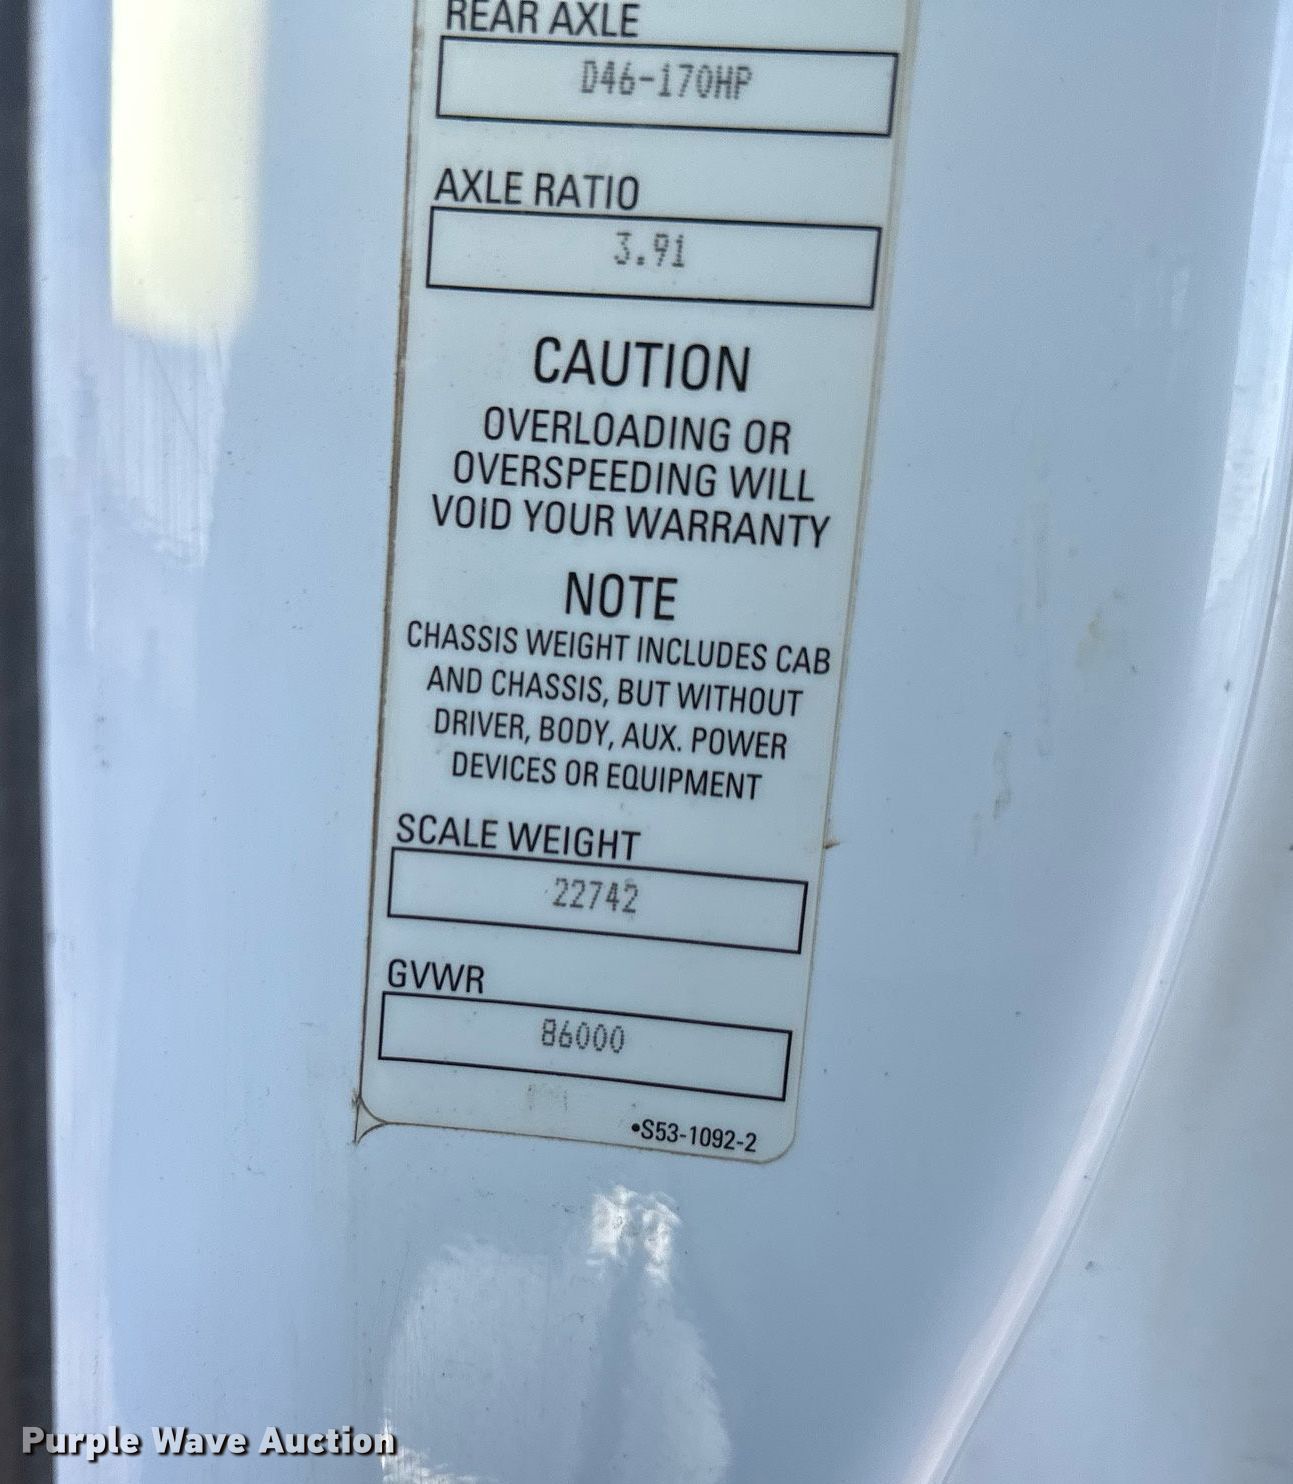 REAR AXLE
D46-170HP
AXLE RATIO
3.91
CAUTION
OVERLOADING OR
OVERSPEEDING WILL
VOID YOUR WARRANTY
NOTE
CHASSIS WEIGHT INCLUDES CAB
AND CHASSIS, BUT WITHOUT
DRIVER, BODY, AUX. POWER
DEVICES OR EQUIPMENT
SCALE WEIGHT
22742
GVWR
86000
•S53-1092-2
Purple Wave Auction